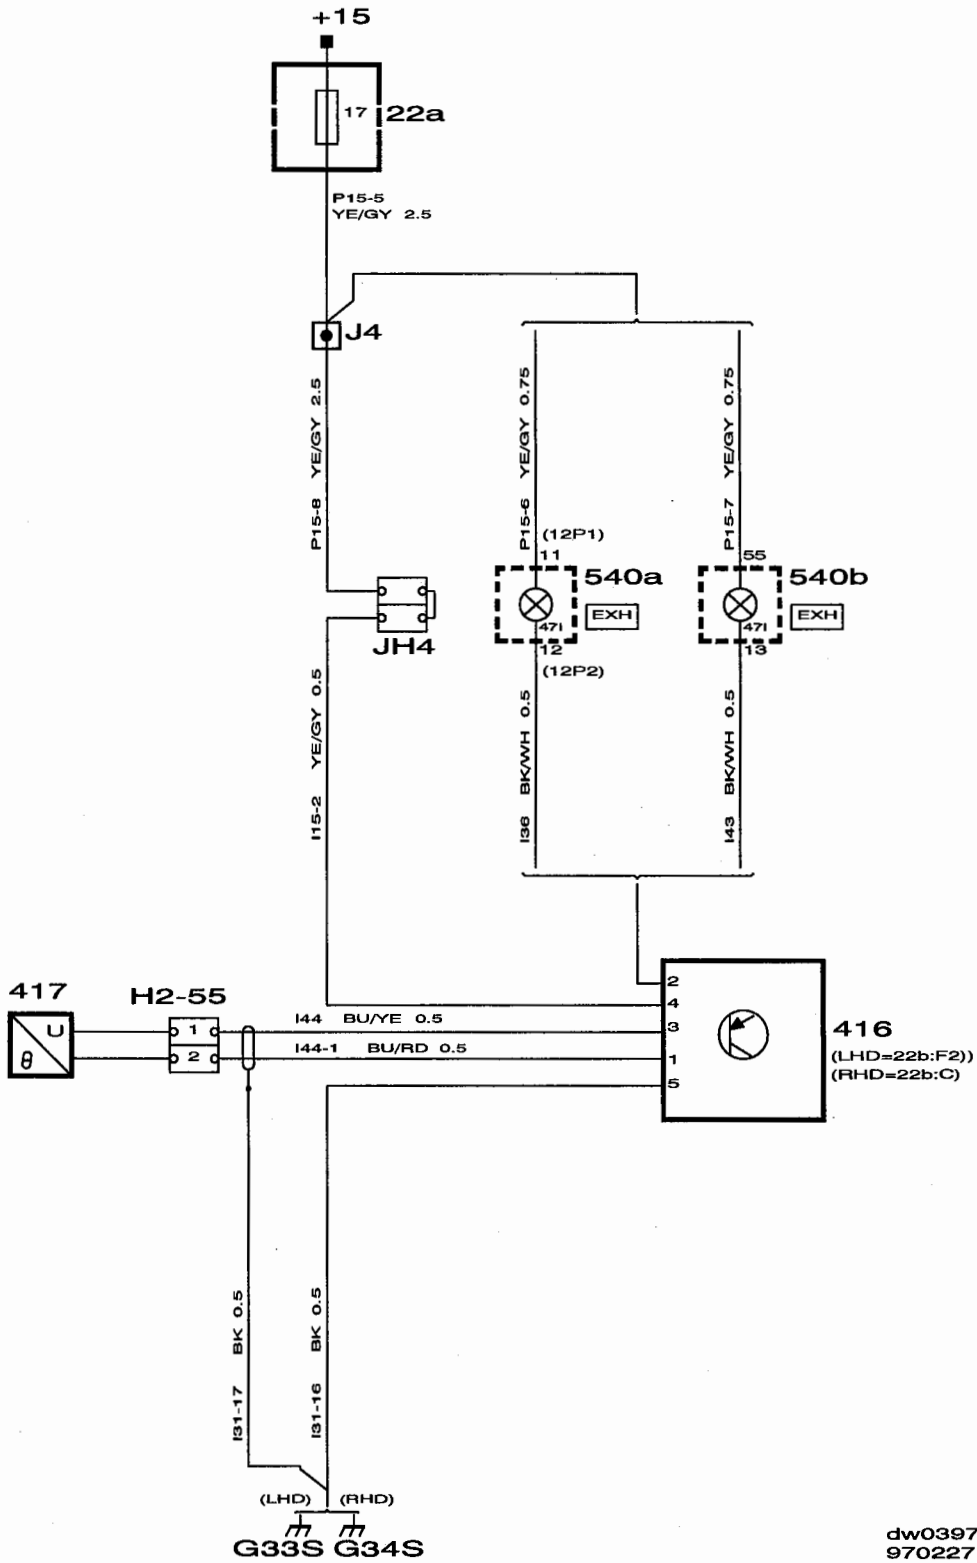 +15
17
22a
P15-5
YE/GY 2.5
J4
P15-8 YE/GY 2.5
P15-6 YE/GY 0.75
P15-7 YE/GY 0.75
(12P1)
11
55
540a
540b
EXH
EXH
47I
47I
12
13
(12P2)
JH4
I15-2 YE/GY 0.5
I36 BK/WH 0.5
I43 BK/WH 0.5
417
H2-55
U
θ
1
2
I44 BU/YE 0.5
I44-1 BU/RD 0.5
2
4
3
1
5
416
(LHD=22b:F2))
(RHD=22b:C)
I31-17 BK 0.5
I31-16 BK 0.5
(LHD) (RHD)
G33S G34S
dw0397
970227